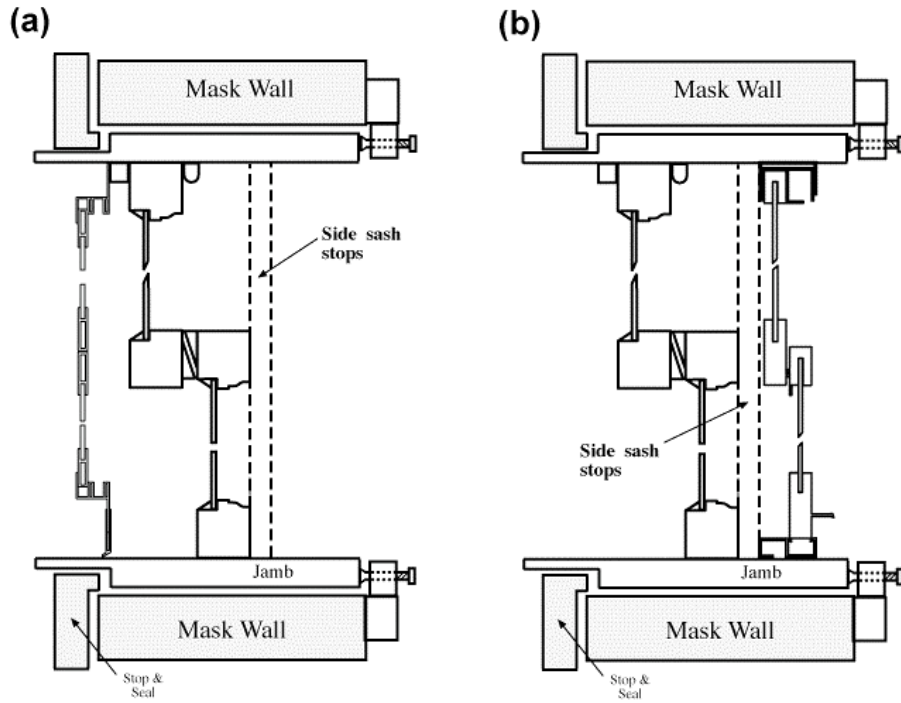 (a)
Mask Wall
Side sash
stops
Jamb
Mask Wall
Stop &
Seal
(b)
Mask Wall
Side sash
stops
Jamb
Mask Wall
Stop &
Seal